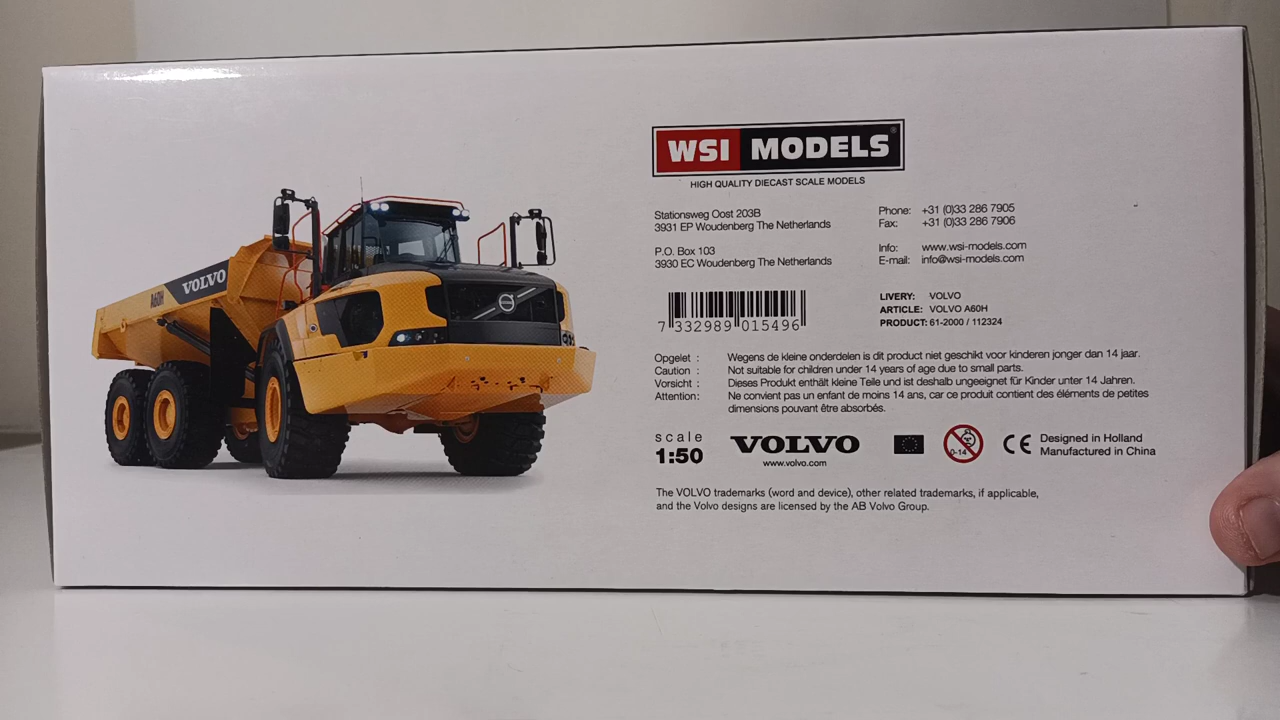 VOLVO
A60H
WSI MODELS®
HIGH QUALITY DIECAST SCALE MODELS
Stationsweg Oost 203B
3931 EP Woudenberg The Netherlands
P.O. Box 103
3930 EC Woudenberg The Netherlands
Phone: +31 (0)33 286 7905
Fax: +31 (0)33 286 7906
Info: www.wsi-models.com
E-mail: info@wsi-models.com
7 332989 015496
LIVERY: VOLVO
ARTICLE: VOLVO A60H
PRODUCT: 61-2000 / 112324
Opgelet : Wegens de kleine onderdelen is dit product niet geschikt voor kinderen jonger dan 14 jaar.
Caution : Not suitable for children under 14 years of age due to small parts.
Vorsicht : Dieses Produkt enthält kleine Teile und ist deshalb ungeeignet für Kinder unter 14 Jahren.
Attention: Ne convient pas un enfant de moins 14 ans, car ce produit contient des éléments de petites
dimensions pouvant être absorbés.
scale
1:50
VOLVO
www.volvo.com
0-14
CE
Designed in Holland
Manufactured in China
The VOLVO trademarks (word and device), other related trademarks, if applicable,
and the Volvo designs are licensed by the AB Volvo Group.